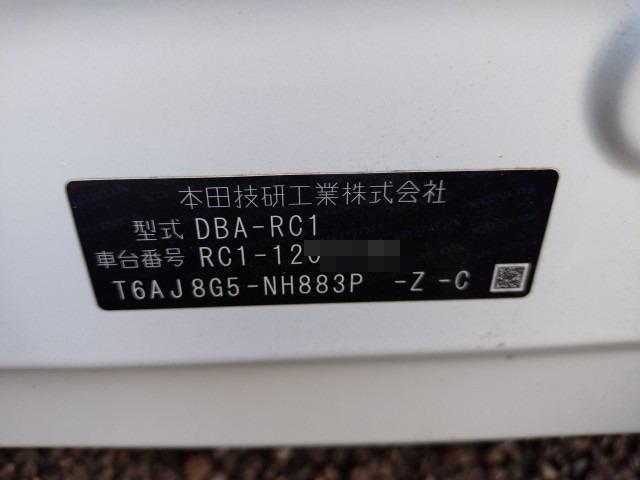 本田技研工業株式会社
型式 DBA-RC1
車台番号 RC1-120
T6AJ8G5-NH883P -Z-C